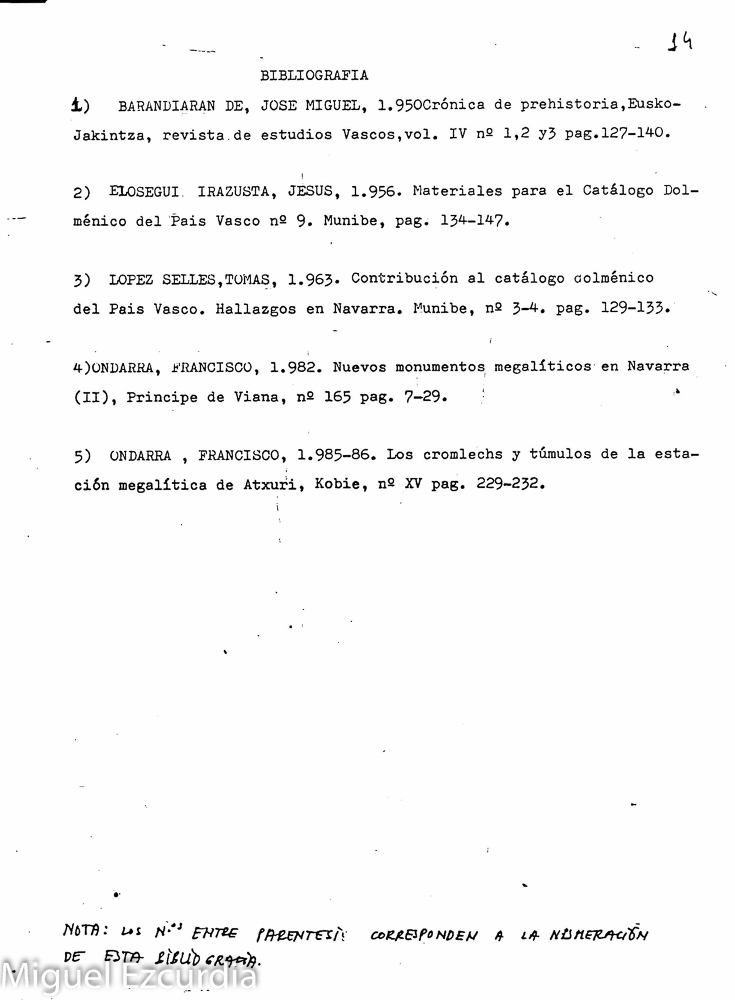 14
BIBLIOGRAFIA
1) BARANDIARAN DE, JOSE MIGUEL, 1.950Crónica de prehistoria,Eusko-
Jakintza, revista de estudios Vascos,vol. IV nº 1,2 y3 pag.127-140.
2) ELOSEGUI IRAZUSTA, JESUS, 1.956. Materiales para el Catálogo Dol-
ménico del Pais Vasco nº 9. Munibe, pag. 134-147.
3) LOPEZ SELLES,TOMAS, 1.963. Contribución al catálogo dolménico
del Pais Vasco. Hallazgos en Navarra. Munibe, nº 3-4. pag. 129-133.
4)ONDARRA, FRANCISCO, 1.982. Nuevos monumentos megalíticos en Navarra
(II), Principe de Viana, nº 165 pag. 7-29.
5) ONDARRA , FRANCISCO, 1.985-86. Los cromlechs y túmulos de la esta-
ción megalítica de Atxuri, Kobie, nº XV pag. 229-232.
NOTA: LOS N.os ENTRE PARENTESIS CORRESPONDEN A LA NUMERACIÓN
DE ESTA BIBLIOGRAFIA.
Miguel Ezcurdia